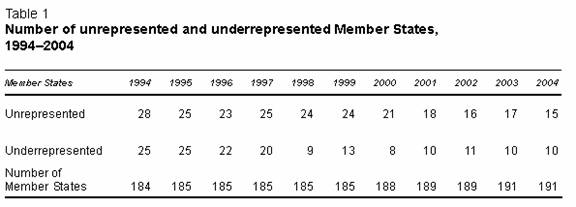 Table 1
Number of unrepresented and underrepresented Member States,
1994–2004
Member States 1994 1995 1996 1997 1998 1999 2000 2001 2002 2003 2004
Unrepresented 28 25 23 25 24 24 21 18 16 17 15
Underrepresented 25 25 22 20 9 13 8 10 11 10 10
Number of
Member States 184 185 185 185 185 185 188 189 189 191 191